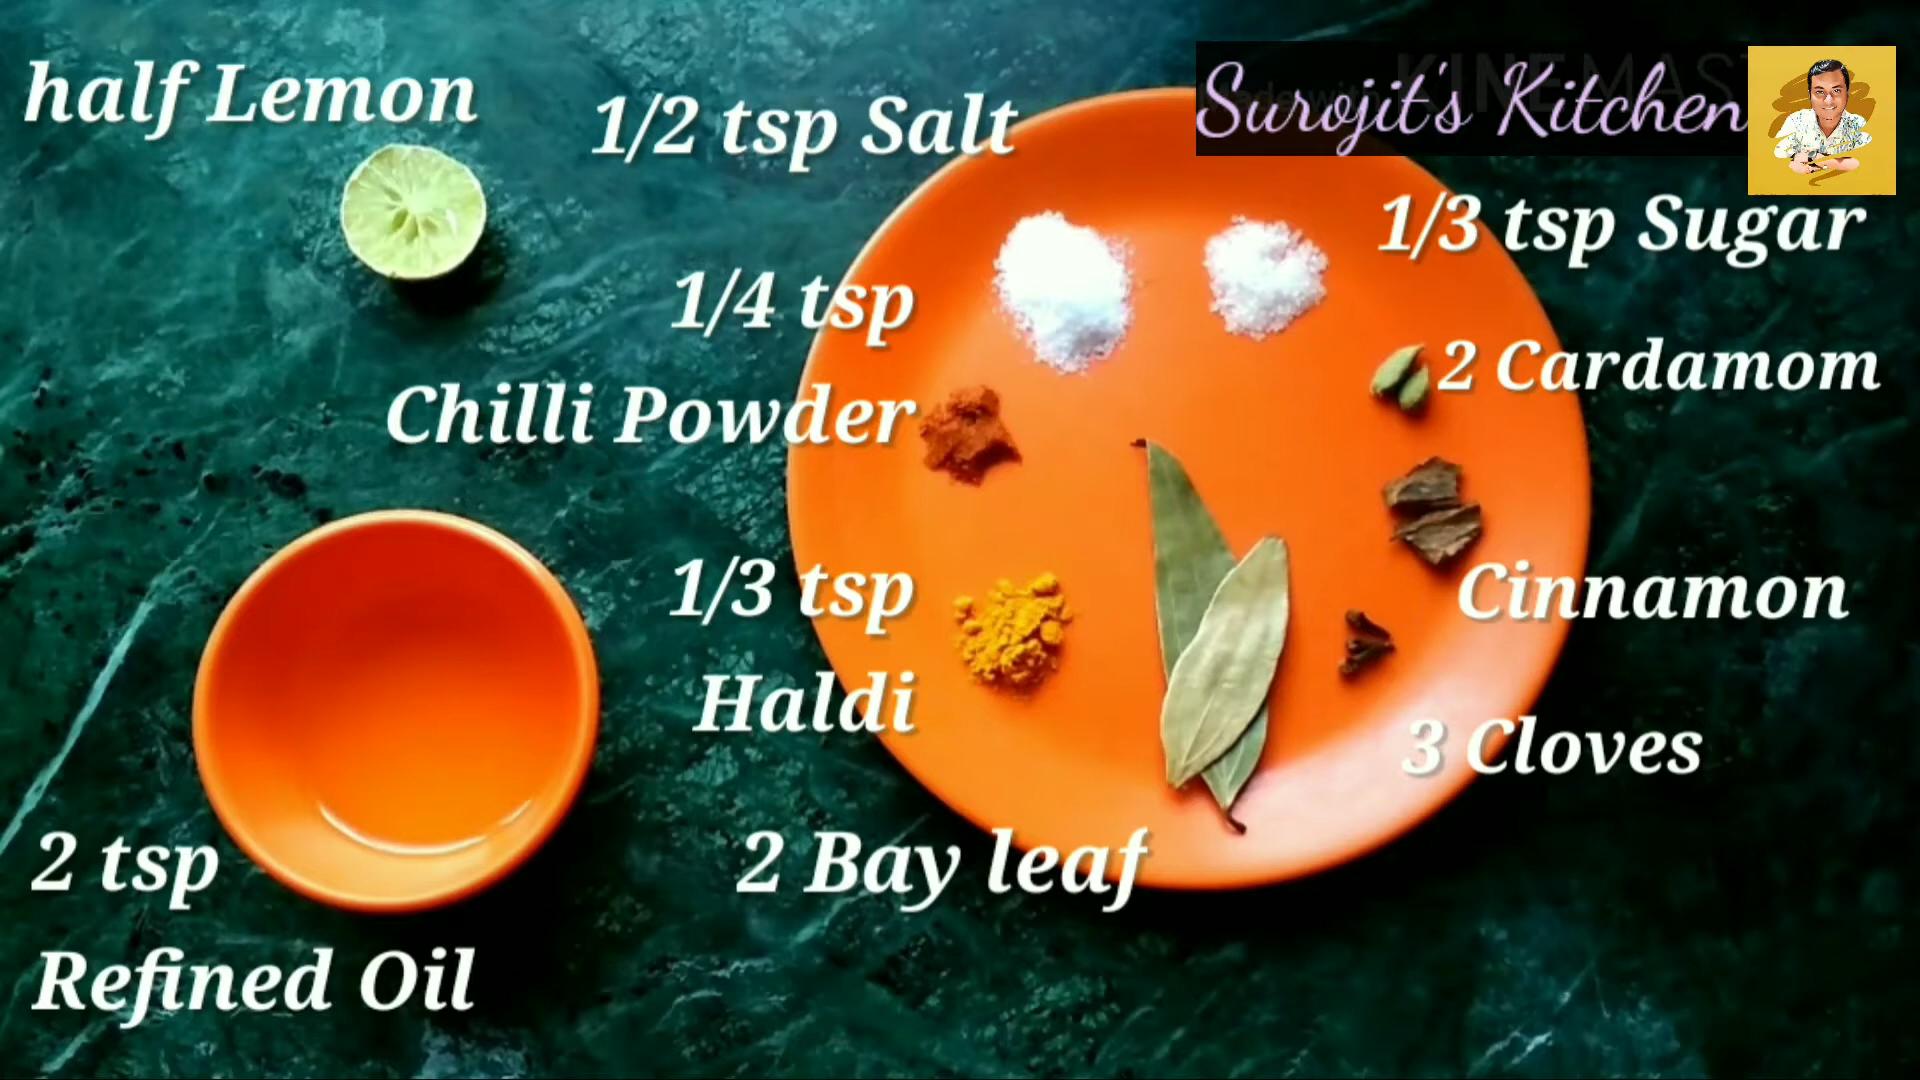 half Lemon
1/2 tsp Salt
Surojit's Kitchen
1/3 tsp Sugar
1/4 tsp
Chilli Powder
2 Cardamom
1/3 tsp
Haldi
Cinnamon
3 Cloves
2 tsp
Refined Oil
2 Bay leaf